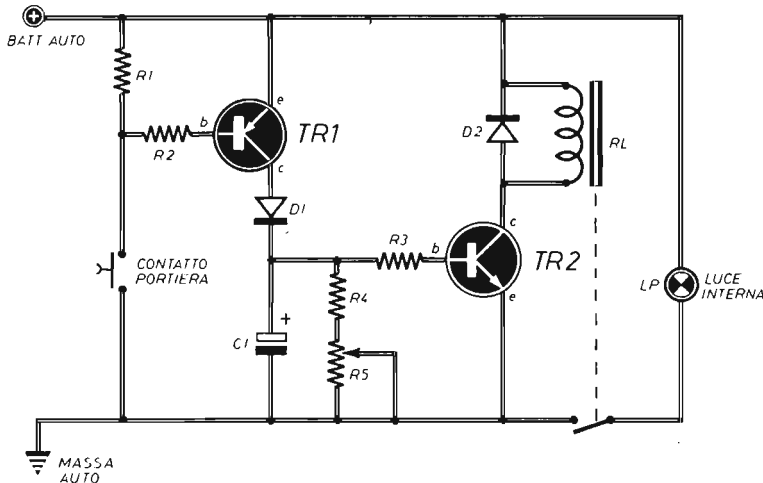 BATT AUTO
R1
b
e
TR1
R2
c
D1
CONTATTO
PORTIERA
R3
b
D2
RL
c
TR2
e
R4
+
C1
R5
LP
LUCE
INTERNA
MASSA
AUTO